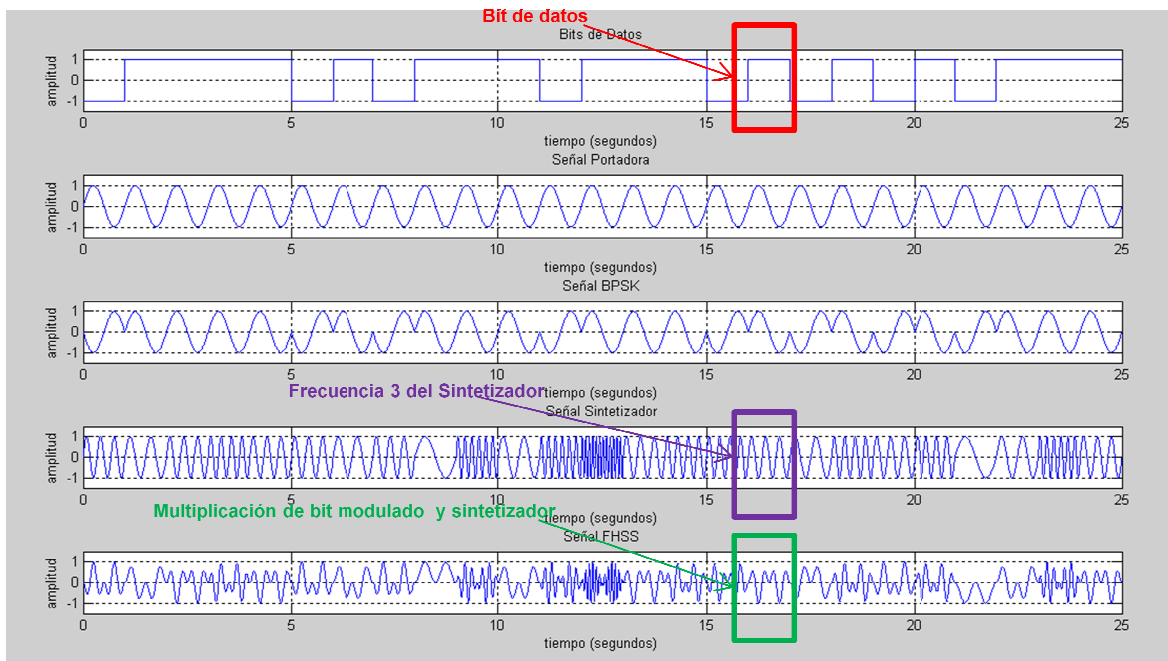 Bít de datos
Bits de Datos
amplitud
1
0
-1
0 5 10 15 20 25
tiempo (segundos)
Señal Portadora
amplitud
1
0
-1
0 5 10 15 20 25
tiempo (segundos)
Señal BPSK
amplitud
1
0
-1
0 5 10 15 20 25
Frecuencia 3 del Sintetizador
tiempo (segundos)
Señal Sintetizador
amplitud
1
0
-1
0 5 10 15 20 25
Multiplicación de bit modulado y sintetizador
tiempo (segundos)
Señal FHSS
amplitud
1
0
-1
0 5 10 15 20 25
tiempo (segundos)